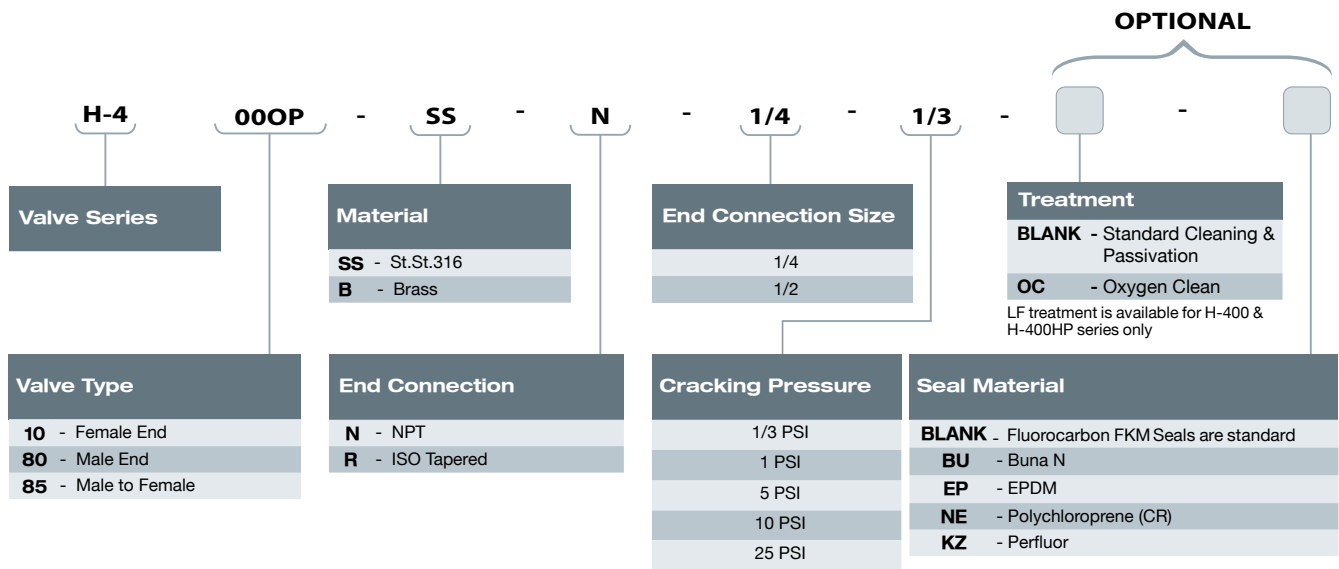 OPTIONAL
H-4 00OP - SS - N - 1/4 - 1/3 - -
Valve Series
Material
SS - St.St.316
B - Brass
End Connection Size
1/4
1/2
Treatment
BLANK - Standard Cleaning &
Passivation
OC - Oxygen Clean
LF treatment is available for H-400 &
H-400HP series only
Valve Type
10 - Female End
80 - Male End
85 - Male to Female
End Connection
N - NPT
R - ISO Tapered
Cracking Pressure
1/3 PSI
1 PSI
5 PSI
10 PSI
25 PSI
Seal Material
BLANK - Fluorocarbon FKM Seals are standard
BU - Buna N
EP - EPDM
NE - Polychloroprene (CR)
KZ - Perfluor